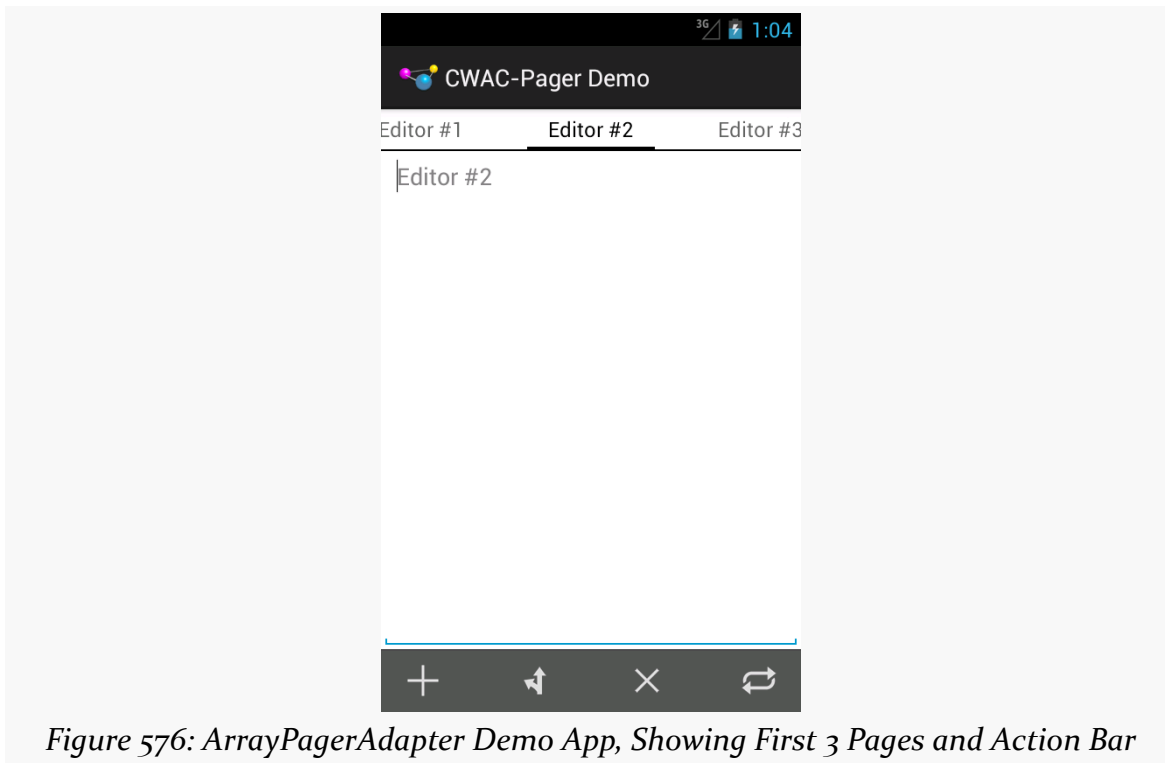 3G 1:04
CWAC-Pager Demo
Editor #1 Editor #2 Editor #3
Editor #2
Figure 576: ArrayPagerAdapter Demo App, Showing First 3 Pages and Action Bar